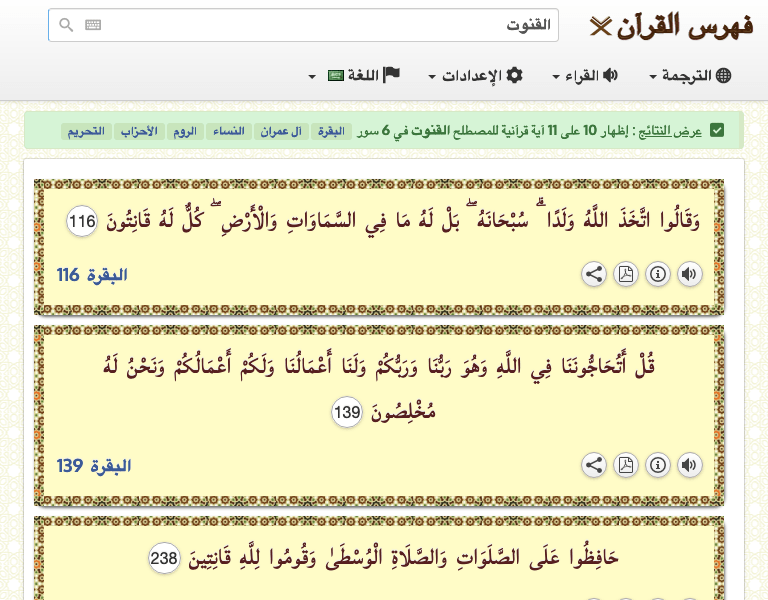 فهرس القرآن
القنوت
الترجمة القراء الإعدادات اللغة
عرض النتائج : إظهار 10 على 11 آية قرآنية للمصطلح القنوت في 6 سور البقرة آل عمران النساء الروم الأحزاب التحريم
وَقَالُوا اتَّخَذَ اللَّهُ وَلَدًا ۗ سُبْحَانَهُ ۖ بَلْ لَهُ مَا فِي السَّمَاوَاتِ وَالْأَرْضِ ۖ كُلٌّ لَهُ قَانِتُونَ 116
البقرة 116
قُلْ أَتُحَاجُّونَنَا فِي اللَّهِ وَهُوَ رَبُّنَا وَرَبُّكُمْ وَلَنَا أَعْمَالُنَا وَلَكُمْ أَعْمَالُكُمْ وَنَحْنُ لَهُ
مُخْلِصُونَ 139
البقرة 139
حَافِظُوا عَلَى الصَّلَوَاتِ وَالصَّلَاةِ الْوُسْطَىٰ وَقُومُوا لِلَّهِ قَانِتِينَ 238